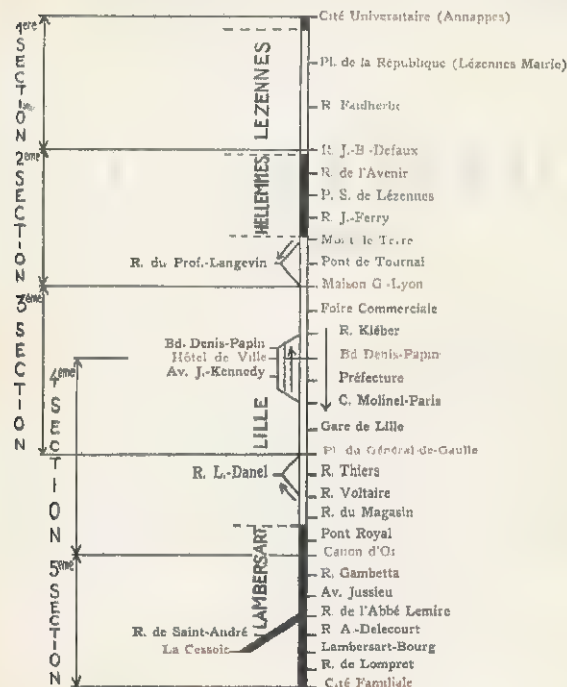 1ère SECTION
2ème SECTION
3ème SECTION
4ème SECTION
5ème SECTION
LEZENNES
HELLEMMES
LILLE
LAMBERSART
R. du Prof.-Langevin
Bd. Denis-Papin
Hôtel de Ville
Av. J.-Kennedy
R. L.-Danel
R. de Saint-André
La Cessoie
Cité Universitaire (Annappes)
Pl. de la République (Lézennes Mairie)
R. Faidherbe
R. J.-B.-Defaux
R. de l'Avenir
P. S. de Lézennes
R. J.-Ferry
Mont de Terre
Pont de Tournai
Maison G.-Lyon
Foire Commerciale
R. Kléber
Bd Denis-Papin
Préfecture
C. Molinel-Paris
Gare de Lille
Pl. du Général-de-Gaulle
R. Thiers
R. Voltaire
R. du Magasin
Pont Royal
Canon d'Or
R. Gambetta
Av. Jussieu
R. de l'Abbé Lemire
R. A.-Delecourt
Lambersart-Bourg
R. de Lompret
Cité Familiale